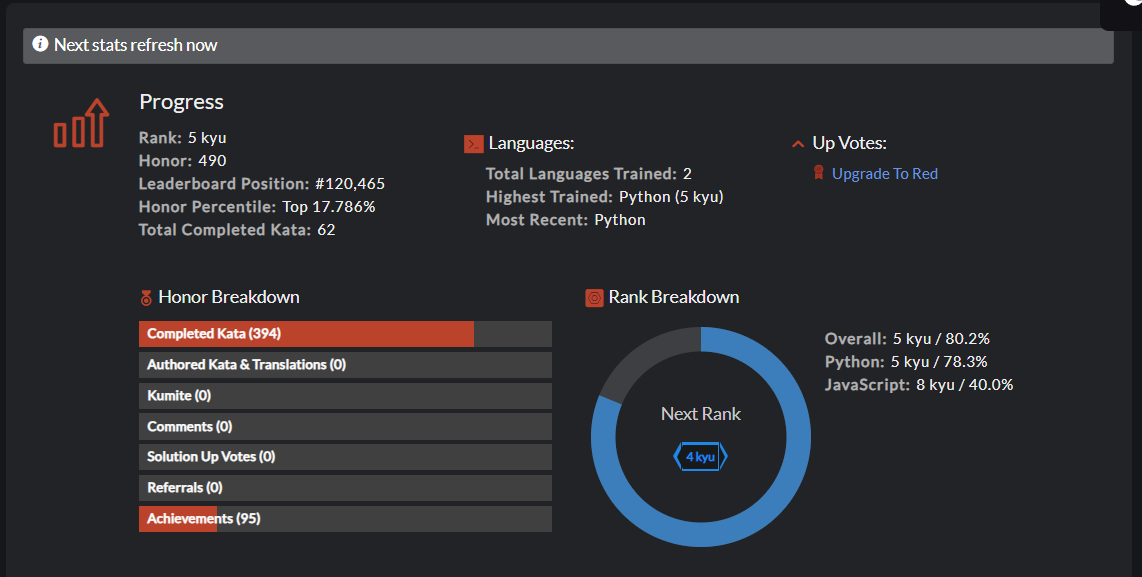 Next stats refresh now
Progress
Rank: 5 kyu
Honor: 490
Leaderboard Position: #120,465
Honor Percentile: Top 17.786%
Total Completed Kata: 62
Languages:
Total Languages Trained: 2
Highest Trained: Python (5 kyu)
Most Recent: Python
Up Votes:
Upgrade To Red
Honor Breakdown
Completed Kata (394)
Authored Kata & Translations (0)
Kumite (0)
Comments (0)
Solution Up Votes (0)
Referrals (0)
Achievements (95)
Rank Breakdown
Next Rank
4 kyu
Overall: 5 kyu / 80.2%
Python: 5 kyu / 78.3%
JavaScript: 8 kyu / 40.0%